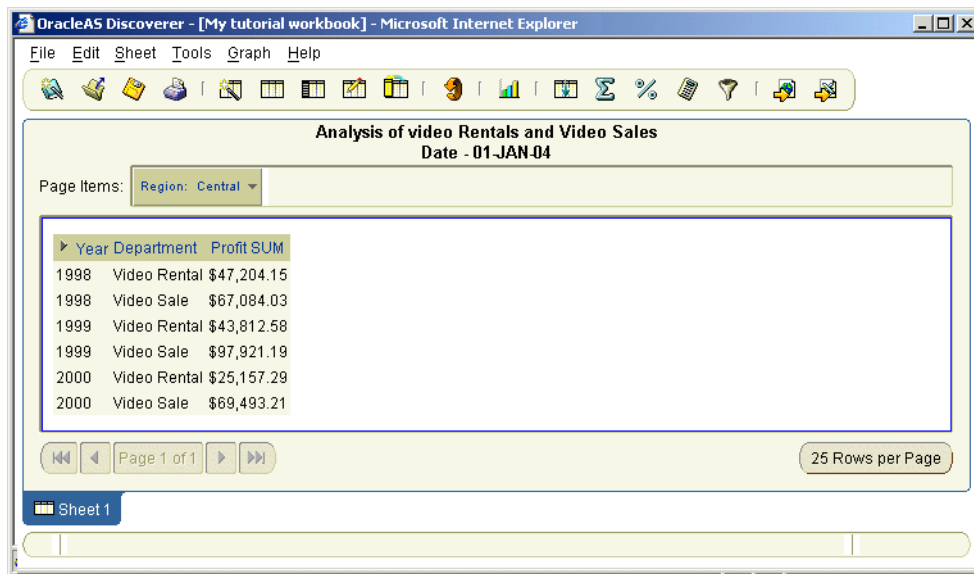 OracleAS Discoverer - [My tutorial workbook] - Microsoft Internet Explorer
File Edit Sheet Tools Graph Help
Analysis of video Rentals and Video Sales
Date - 01-JAN-04
Page Items: Region: Central
Year Department Profit SUM
1998 Video Rental $47,204.15
1998 Video Sale $67,084.03
1999 Video Rental $43,812.58
1999 Video Sale $97,921.19
2000 Video Rental $25,157.29
2000 Video Sale $69,493.21
Page 1 of 1 25 Rows per Page
Sheet 1